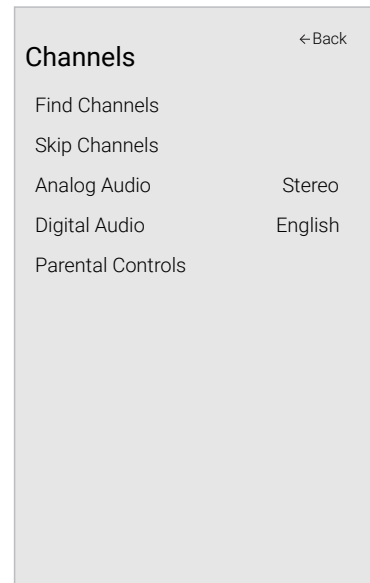 ←Back
Channels
Find Channels
Skip Channels
Analog Audio Stereo
Digital Audio English
Parental Controls